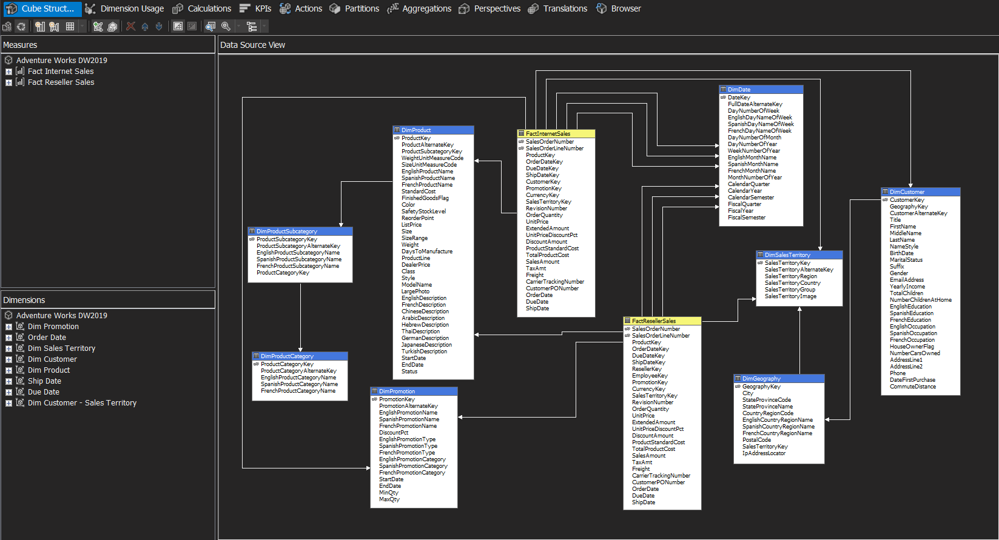 Cube Struct... Dimension Usage Calculations KPIs Actions Partitions Aggregations Perspectives Translations Browser
Measures
Adventure Works DW2019
Fact Internet Sales
Fact Reseller Sales
Dimensions
Adventure Works DW2019
Dim Promotion
Order Date
Dim Sales Territory
Dim Customer
Dim Product
Ship Date
Due Date
Dim Customer - Sales Territory
Data Source View
DimProductSubcategory
ProductSubcategoryKey
ProductSubcategoryAlternateKey
EnglishProductSubcategoryName
SpanishProductSubcategoryName
FrenchProductSubcategoryName
ProductCategoryKey
DimProductCategory
ProductCategoryKey
ProductCategoryAlternateKey
EnglishProductCategoryName
SpanishProductCategoryName
FrenchProductCategoryName
DimProduct
ProductKey
ProductAlternateKey
ProductSubcategoryKey
WeightUnitMeasureCode
SizeUnitMeasureCode
EnglishProductName
SpanishProductName
FrenchProductName
StandardCost
FinishedGoodsFlag
Color
SafetyStockLevel
ReorderPoint
ListPrice
Size
SizeRange
Weight
DaysToManufacture
ProductLine
DealerPrice
Class
Style
ModelName
LargePhoto
EnglishDescription
FrenchDescription
ChineseDescription
ArabicDescription
HebrewDescription
ThaiDescription
GermanDescription
JapaneseDescription
TurkishDescription
StartDate
EndDate
Status
DimPromotion
PromotionKey
PromotionAlternateKey
EnglishPromotionName
SpanishPromotionName
FrenchPromotionName
DiscountPct
EnglishPromotionType
SpanishPromotionType
FrenchPromotionType
EnglishPromotionCategory
SpanishPromotionCategory
FrenchPromotionCategory
StartDate
EndDate
MinQty
MaxQty
FactInternetSales
SalesOrderNumber
SalesOrderLineNumber
ProductKey
OrderDateKey
DueDateKey
ShipDateKey
CustomerKey
PromotionKey
CurrencyKey
SalesTerritoryKey
RevisionNumber
OrderQuantity
UnitPrice
ExtendedAmount
UnitPriceDiscountPct
DiscountAmount
ProductStandardCost
TotalProductCost
SalesAmount
TaxAmt
Freight
CarrierTrackingNumber
CustomerPONumber
OrderDate
DueDate
ShipDate
FactResellerSales
SalesOrderNumber
SalesOrderLineNumber
ProductKey
OrderDateKey
DueDateKey
ShipDateKey
ResellerKey
EmployeeKey
PromotionKey
CurrencyKey
SalesTerritoryKey
RevisionNumber
OrderQuantity
UnitPrice
ExtendedAmount
UnitPriceDiscountPct
DiscountAmount
ProductStandardCost
TotalProductCost
SalesAmount
TaxAmt
Freight
CarrierTrackingNumber
CustomerPONumber
OrderDate
DueDate
ShipDate
DimDate
DateKey
FullDateAlternateKey
DayNumberOfWeek
EnglishDayNameOfWeek
SpanishDayNameOfWeek
FrenchDayNameOfWeek
DayNumberOfMonth
DayNumberOfYear
WeekNumberOfYear
EnglishMonthName
SpanishMonthName
FrenchMonthName
MonthNumberOfYear
CalendarQuarter
CalendarYear
CalendarSemester
FiscalQuarter
FiscalYear
FiscalSemester
DimSalesTerritory
SalesTerritoryKey
SalesTerritoryAlternateKey
SalesTerritoryRegion
SalesTerritoryCountry
SalesTerritoryGroup
SalesTerritoryImage
DimGeography
GeographyKey
City
StateProvinceCode
StateProvinceName
CountryRegionCode
EnglishCountryRegionName
SpanishCountryRegionName
FrenchCountryRegionName
PostalCode
SalesTerritoryKey
IpAddressLocator
DimCustomer
CustomerKey
GeographyKey
CustomerAlternateKey
Title
FirstName
MiddleName
LastName
NameStyle
BirthDate
MaritalStatus
Suffix
Gender
EmailAddress
YearlyIncome
TotalChildren
NumberChildrenAtHome
EnglishEducation
SpanishEducation
FrenchEducation
EnglishOccupation
SpanishOccupation
FrenchOccupation
HouseOwnerFlag
NumberCarsOwned
AddressLine1
AddressLine2
Phone
DateFirstPurchase
CommuteDistance